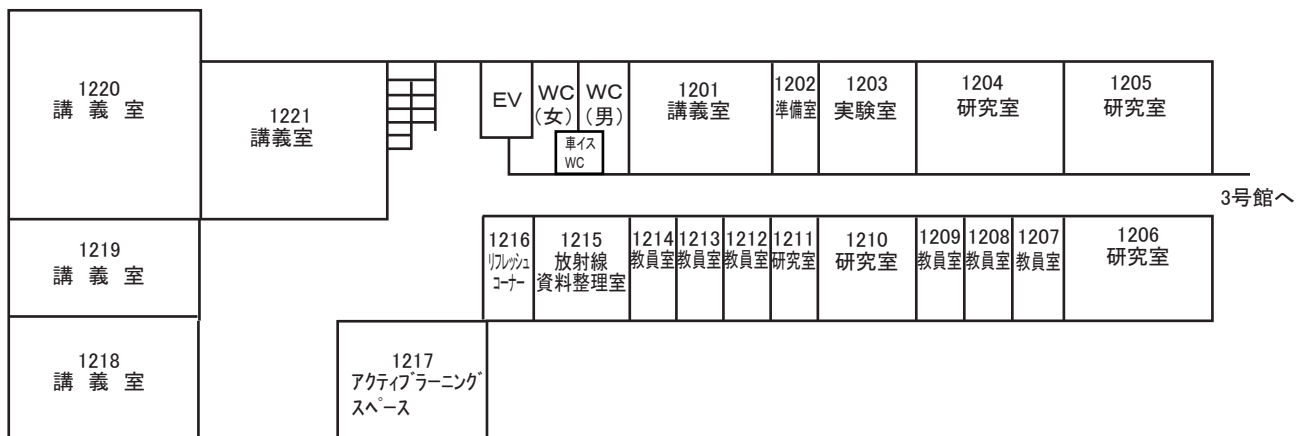 1220
講 義 室
1221
講義室
EV
WC
(女)
WC
(男)
車イス
WC
1201
講義室
1202
準備室
1203
実験室
1204
研究室
1205
研究室
3号館へ
1219
講 義 室
1216
リフレッシュ
コーナー
1215
放射線
資料整理室
1214
教員室
1213
教員室
1212
教員室
1211
研究室
1210
研究室
1209
教員室
1208
教員室
1207
教員室
1206
研究室
1218
講 義 室
1217
アクティブラーニング
スペース